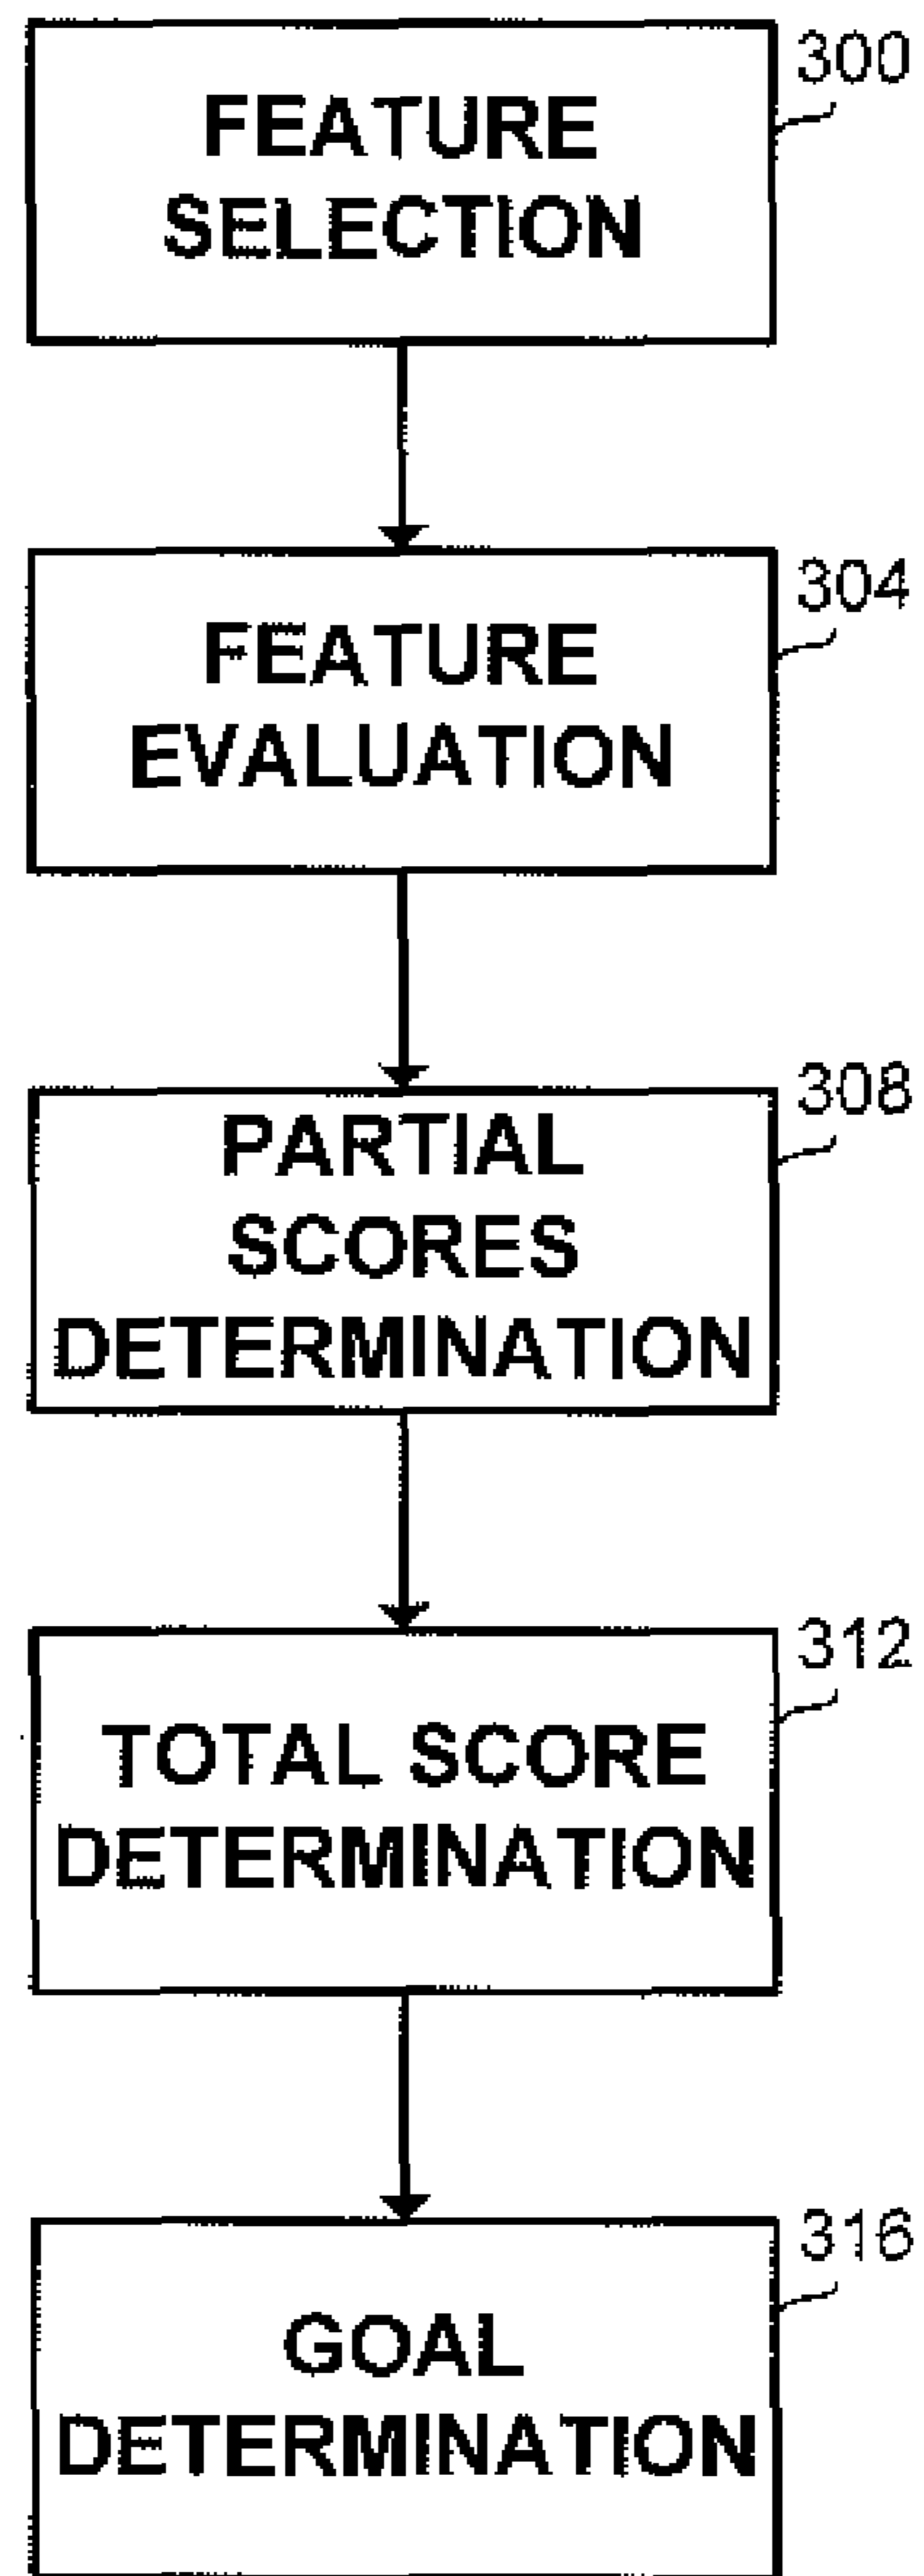 300
FEATURE
SELECTION
304
FEATURE
EVALUATION
308
PARTIAL
SCORES
DETERMINATION
312
TOTAL SCORE
DETERMINATION
316
GOAL
DETERMINATION